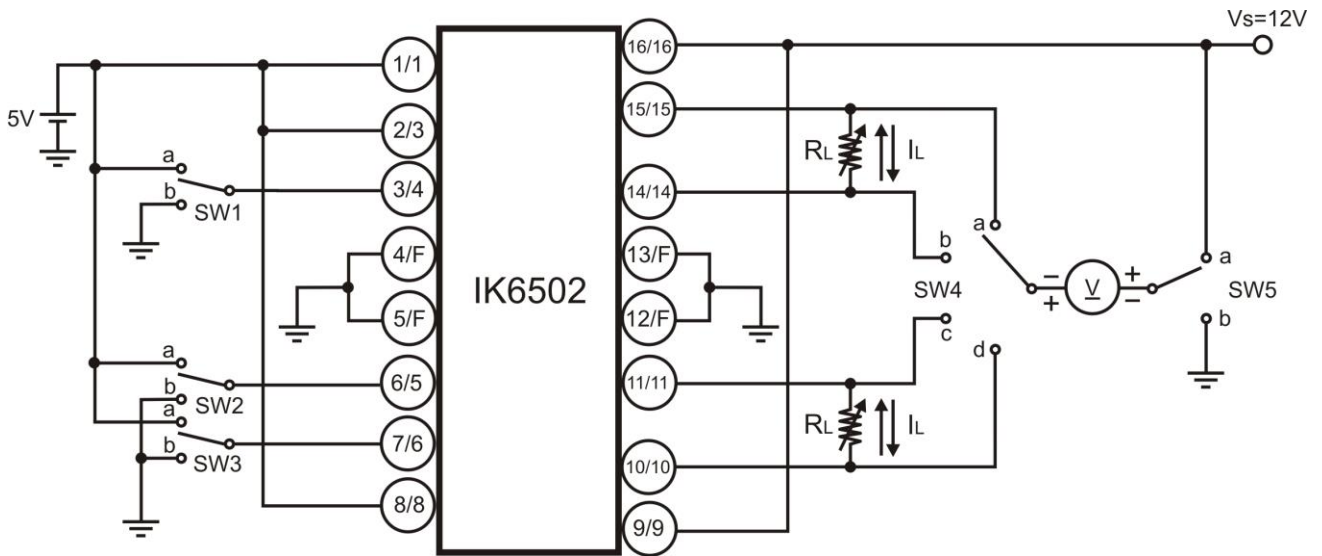 Vs=12V
1/1
16/16
5V
2/3
15/15
a
b
SW1
3/4
RL
IL
14/14
4/F
IK6502
13/F
a
b
5/F
12/F
SW4
c
d
−
+
V
+
−
a
SW5
b
a
b
SW2
6/5
11/11
a
b
SW3
7/6
RL
IL
10/10
8/8
9/9